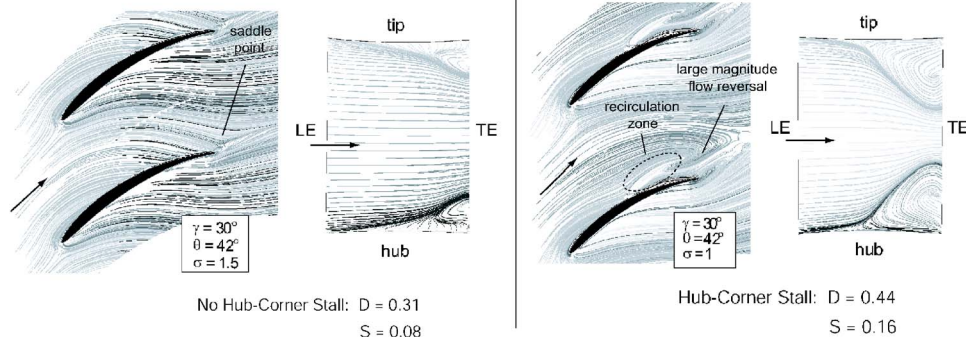 saddle
point
tip
LE
TE
hub
γ = 30°
θ = 42°
σ = 1.5
No Hub-Corner Stall: D = 0.31
S = 0.08
tip
large magnitude
flow reversal
recirculation
zone
LE
TE
hub
γ = 30°
θ = 42°
σ = 1
Hub-Corner Stall: D = 0.44
S = 0.16